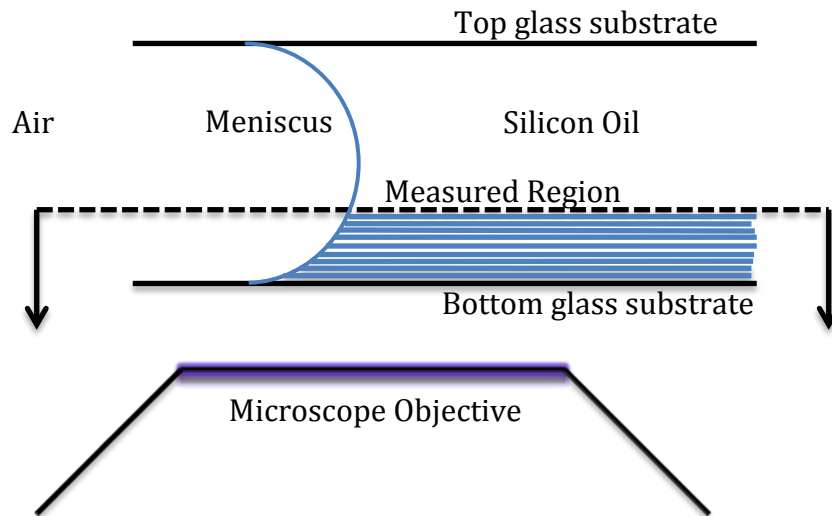 Top glass substrate
Air
Meniscus
Silicon Oil
Measured Region
Bottom glass substrate
Microscope Objective